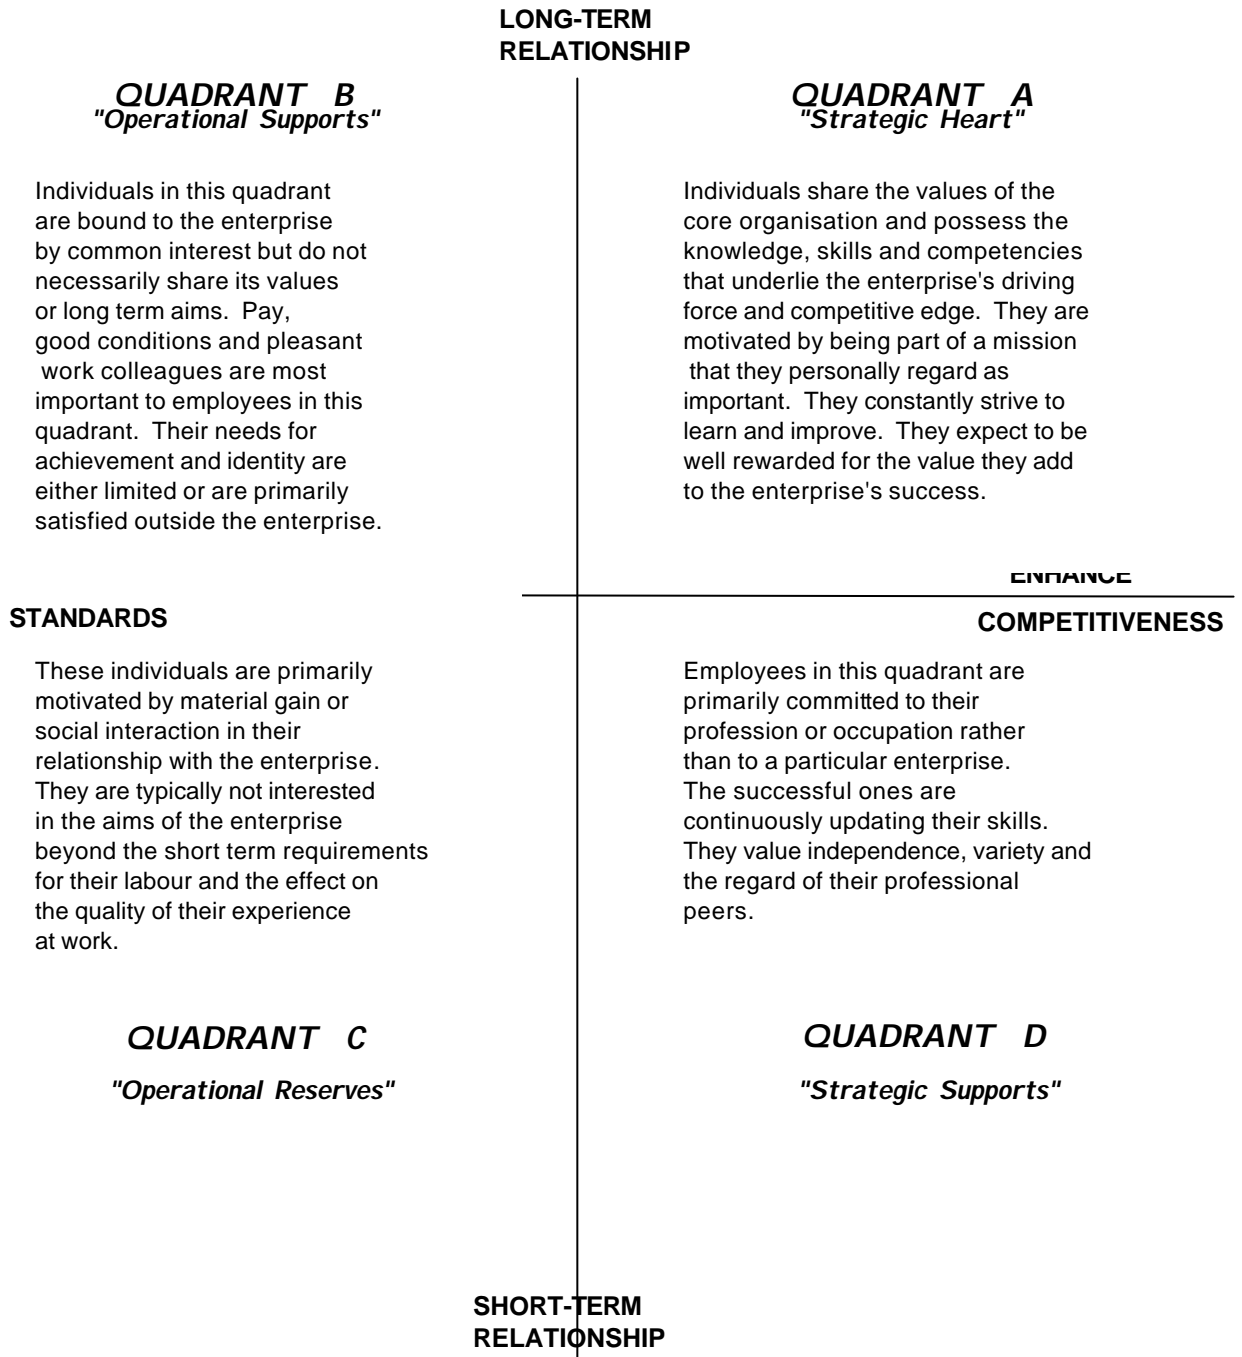 LONG-TERM
RELATIONSHIP
QUADRANT B
"Operational Supports"
Individuals in this quadrant
are bound to the enterprise
by common interest but do not
necessarily share its values
or long term aims. Pay,
good conditions and pleasant
work colleagues are most
important to employees in this
quadrant. Their needs for
achievement and identity are
either limited or are primarily
satisfied outside the enterprise.
QUADRANT A
"Strategic Heart"
Individuals share the values of the
core organisation and possess the
knowledge, skills and competencies
that underlie the enterprise's driving
force and competitive edge. They are
motivated by being part of a mission
that they personally regard as
important. They constantly strive to
learn and improve. They expect to be
well rewarded for the value they add
to the enterprise's success.
STANDARDS
ENHANCE
COMPETITIVENESS
These individuals are primarily
motivated by material gain or
social interaction in their
relationship with the enterprise.
They are typically not interested
in the aims of the enterprise
beyond the short term requirements
for their labour and the effect on
the quality of their experience
at work.
QUADRANT C
"Operational Reserves"
Employees in this quadrant are
primarily committed to their
profession or occupation rather
than to a particular enterprise.
The successful ones are
continuously updating their skills.
They value independence, variety and
the regard of their professional
peers.
QUADRANT D
"Strategic Supports"
SHORT-TERM
RELATIONSHIP